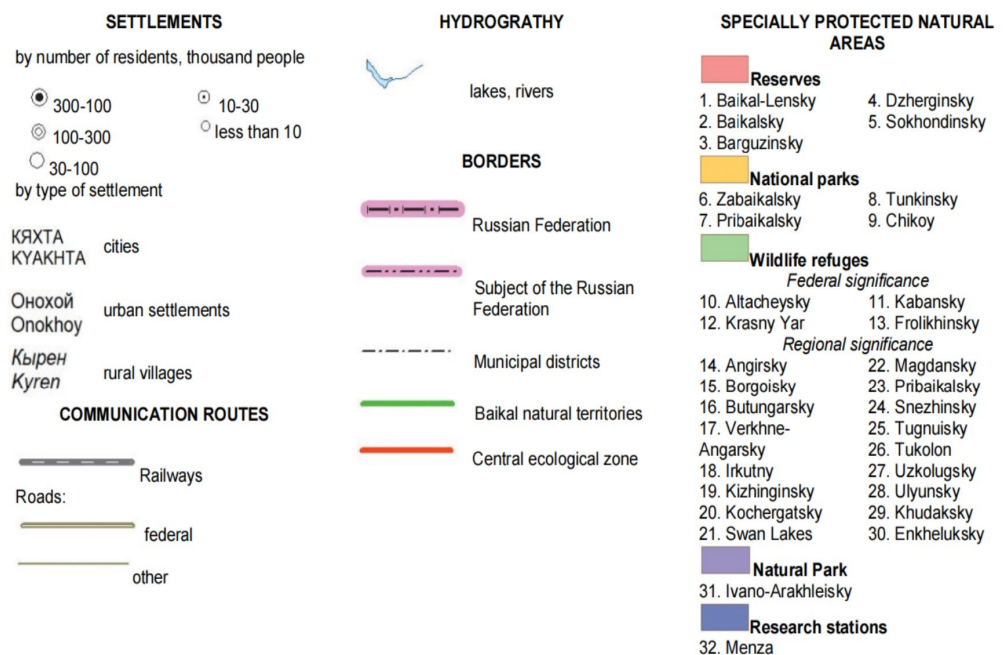 SETTLEMENTS
by number of residents, thousand people
300-100
10-30
100-300
less than 10
30-100
by type of settlement
КЯХТА
KYAKHTA
cities
Онохой
Onokhoy
urban settlements
Кырен
Kyren
rural villages
COMMUNICATION ROUTES
Railways
Roads:
federal
other
HYDROGRATHY
lakes, rivers
BORDERS
Russian Federation
Subject of the Russian
Federation
Municipal districts
Baikal natural territories
Central ecological zone
SPECIALLY PROTECTED NATURAL
AREAS
Reserves
1. Baikal-Lensky
2. Baikalsky
3. Barguzinsky
4. Dzherginsky
5. Sokhondinsky
National parks
6. Zabaikalsky
7. Pribaikalsky
8. Tunkinsky
9. Chikoy
Wildlife refuges
Federal significance
10. Altacheysky
11. Kabansky
12. Krasny Yar
13. Frolikhinsky
Regional significance
14. Angirsky
15. Borgoisky
16. Butungarsky
17. Verkhne-
Angarsky
18. Irkutny
19. Kizhinginsky
20. Kochergatsky
21. Swan Lakes
22. Magdansky
23. Pribaikalsky
24. Snezhinsky
25. Tugnuisky
26. Tukolon
27. Uzkolugsky
28. Ulyunsky
29. Khudaksky
30. Enkheluksky
Natural Park
31. Ivano-Arakhleisky
Research stations
32. Menza